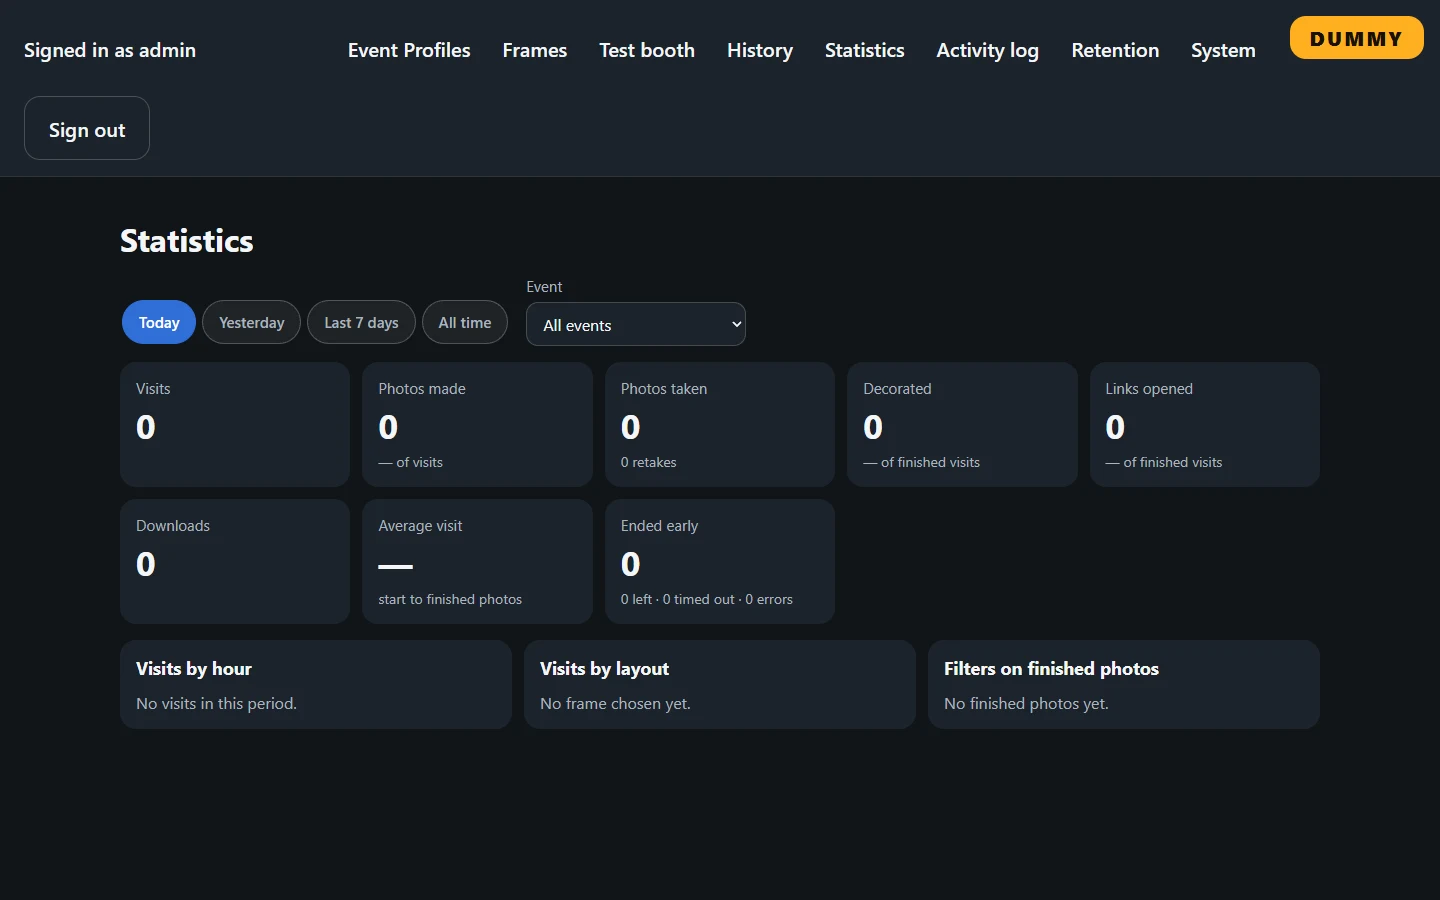 Signed in as admin
Event Profiles
Frames
Test booth
History
Statistics
Activity log
Retention
System
DUMMY
Sign out
Statistics
Event
Today
Yesterday
Last 7 days
All time
All events
Visits
0
Photos made
0
— of visits
Photos taken
0
0 retakes
Decorated
0
— of finished visits
Links opened
0
— of finished visits
Downloads
0
Average visit
—
start to finished photos
Ended early
0
0 left · 0 timed out · 0 errors
Visits by hour
No visits in this period.
Visits by layout
No frame chosen yet.
Filters on finished photos
No finished photos yet.